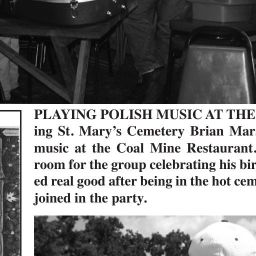 PLAYING POLISH MUSIC AT THE
ing St. Mary's Cemetery Brian Mar
music at the Coal Mine Restaurant.
room for the group celebrating his bir
ed real good after being in the hot cem
joined in the party.